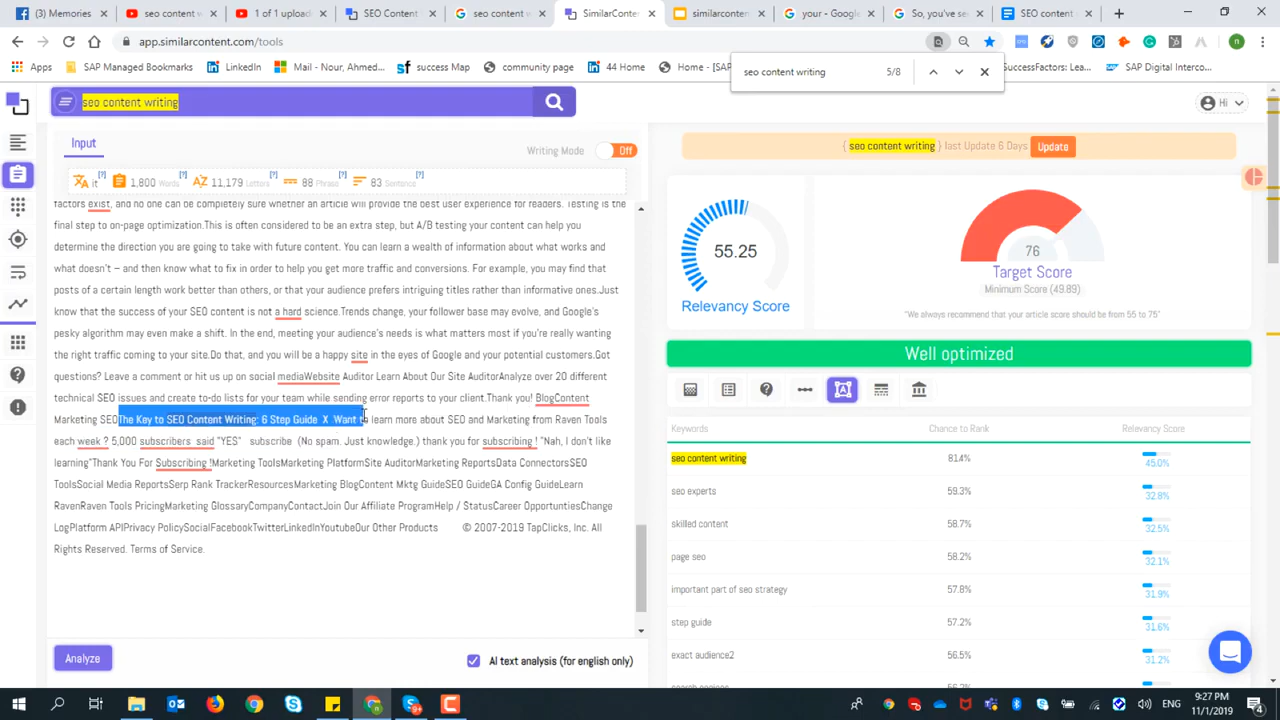 1 of 1 upload
SEO Content
seo content w
SimilarConte
similarconten
your - Google
So, you've se
SEO content
app.similarcontent.com/tools
Apps
SAP Managed Bookmarks
LinkedIn
Mail - Nour, Ahmed...
success Map
community page
44 Home
Home - [SA
ccessFactors: Lea...
SAP Digital Interco...
seo content writing
5/8
seo content writing
Hi
Input
Writing Mode
Off
it [?] 1,800 Words [?] 11,179 Letters [?] 88 Phrase [?] 83 Sentence [?]
factors exist, and no one can be completely sure whether an article will provide the best user experience for readers. Testing is the
final step to on-page optimization.This is often considered to be an extra step, but A/B testing your content can help you
determine the direction you are going to take with future content. You can learn a wealth of information about what works and
what doesn't – and then know what to fix in order to help you get more traffic and conversions. For example, you may find that
posts of a certain length work better than others, or that your audience prefers intriguing titles rather than informative ones.Just
know that the success of your SEO content is not a hard science.Trends change, your follower base may evolve, and Google's
pesky algorithm may even make a shift. In the end, meeting your audience's needs is what matters most if you're really wanting
the right traffic coming to your site.Do that, and you will be a happy site in the eyes of Google and your potential customers.Got
questions? Leave a comment or hit us up on social mediaWebsite Auditor Learn About Our Site AuditorAnalyze over 20 different
technical SEO issues and create to-do lists for your team while sending error reports to your client.Thank you! BlogContent
Marketing SEOThe Key to SEO Content Writing: 6 Step Guide X Want to learn more about SEO and Marketing from Raven Tools
each week ? 5,000 subscribers said "YES" subscribe (No spam. Just knowledge.) thank you for subscribing ! "Nah, I don't like
learning"Thank You For Subscribing !Marketing ToolsMarketing PlatformSite AuditorMarketing ReportsData ConnectorsSEO
ToolsSocial Media ReportsSerp Rank TrackerResourcesMarketing BlogContent Mktg GuideSEO GuideGA Config GuideLearn
RavenRaven Tools PricingMarketing GlossaryCompanyContactJoin Our Affiliate ProgramHelp / StatusCareer OpportunitiesChange
LogPlatform APIPrivacy PolicySocialFacebookTwitterLinkedInYoutubeOur Other Products © 2007-2019 TapClicks, Inc. All
Rights Reserved. Terms of Service.
Analyze
AI text analysis (for english only)
{ seo content writing } last Update 6 Days
Update
55.25
Relevancy Score
76
Target Score
Minimum Score (49.89)
"We always recommend that your article score should be from 55 to 75"
Well optimized
Keywords Chance to Rank Relevancy Score
seo content writing 81.4% 45.0%
seo experts 59.3% 32.8%
skilled content 58.7% 32.5%
page seo 58.2% 32.1%
important part of seo strategy 57.8% 31.9%
step guide 57.2% 31.6%
exact audience2 56.5% 31.2%
9:27 PM
11/1/2019